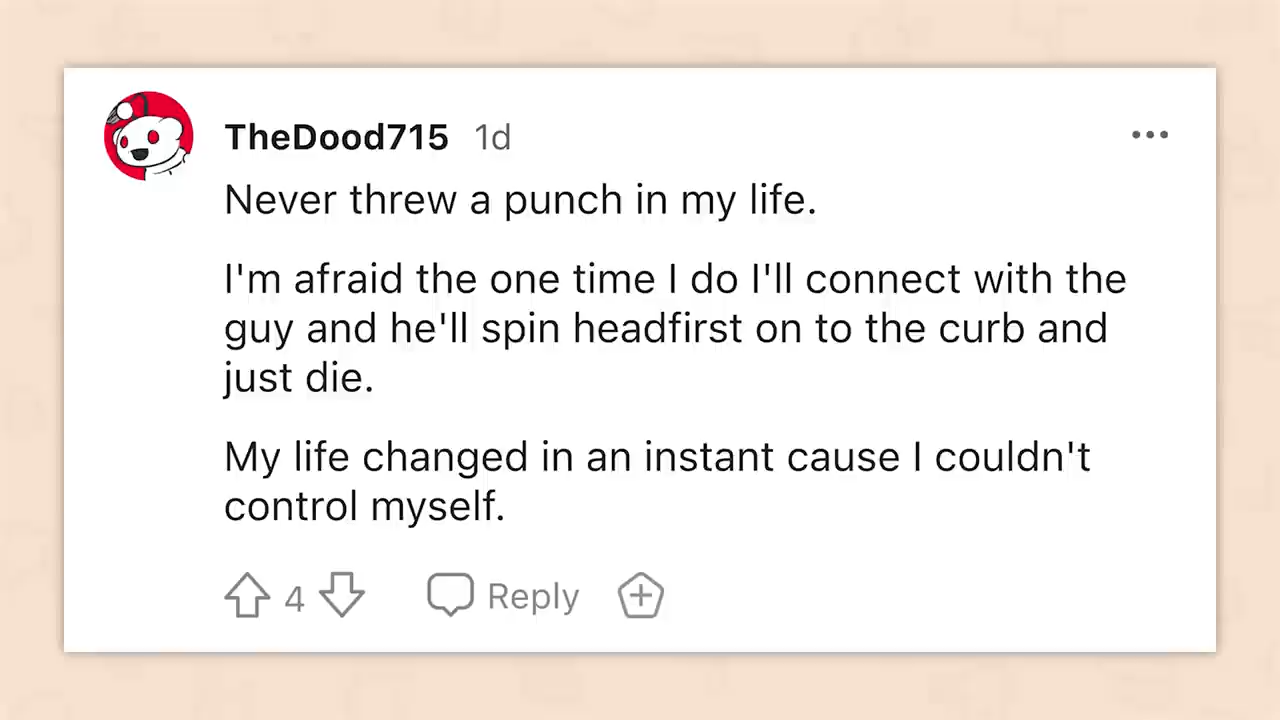 TheDood715 1d
Never threw a punch in my life.
I'm afraid the one time I do I'll connect with the
guy and he'll spin headfirst on to the curb and
just die.
My life changed in an instant cause I couldn't
control myself.
4 Reply